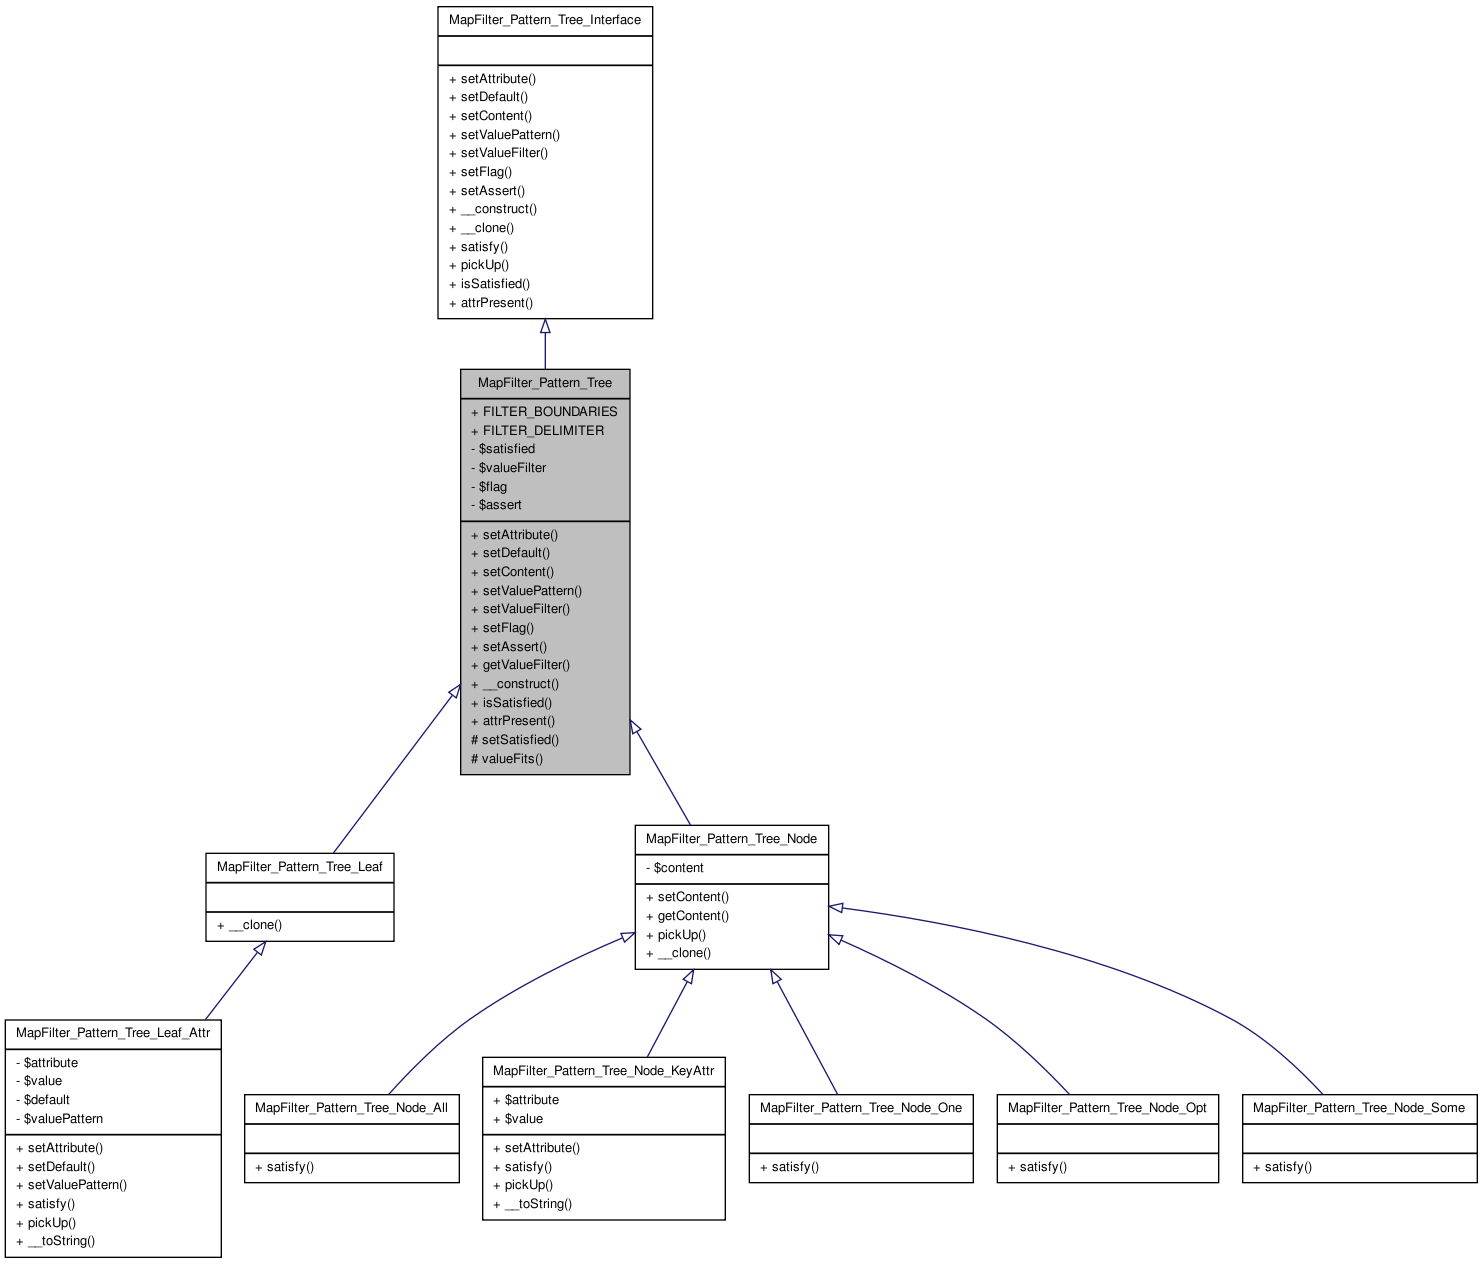 MapFilter_Pattern_Tree_Interface
+ setAttribute()
+ setDefault()
+ setContent()
+ setValuePattern()
+ setValueFilter()
+ setFlag()
+ setAssert()
+ __construct()
+ __clone()
+ satisfy()
+ pickUp()
+ isSatisfied()
+ attrPresent()
MapFilter_Pattern_Tree
+ FILTER_BOUNDARIES
+ FILTER_DELIMITER
- $satisfied
- $valueFilter
- $flag
- $assert
+ setAttribute()
+ setDefault()
+ setContent()
+ setValuePattern()
+ setValueFilter()
+ setFlag()
+ setAssert()
+ getValueFilter()
+ __construct()
+ isSatisfied()
+ attrPresent()
# setSatisfied()
# valueFits()
MapFilter_Pattern_Tree_Leaf
+ __clone()
MapFilter_Pattern_Tree_Node
- $content
+ setContent()
+ getContent()
+ pickUp()
+ __clone()
MapFilter_Pattern_Tree_Leaf_Attr
- $attribute
- $value
- $default
- $valuePattern
+ setAttribute()
+ setDefault()
+ setValuePattern()
+ satisfy()
+ pickUp()
+ __toString()
MapFilter_Pattern_Tree_Node_All
+ satisfy()
MapFilter_Pattern_Tree_Node_KeyAttr
+ $attribute
+ $value
+ setAttribute()
+ satisfy()
+ pickUp()
+ __toString()
MapFilter_Pattern_Tree_Node_One
+ satisfy()
MapFilter_Pattern_Tree_Node_Opt
+ satisfy()
MapFilter_Pattern_Tree_Node_Some
+ satisfy()